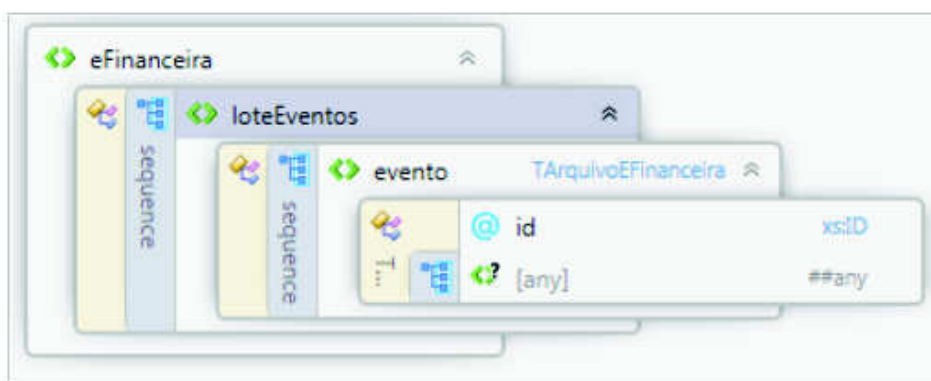 eFinanceira
loteEventos
sequence
evento TArquivoEFinanceira
sequence
@ id xs:ID
T...
? [any] ##any